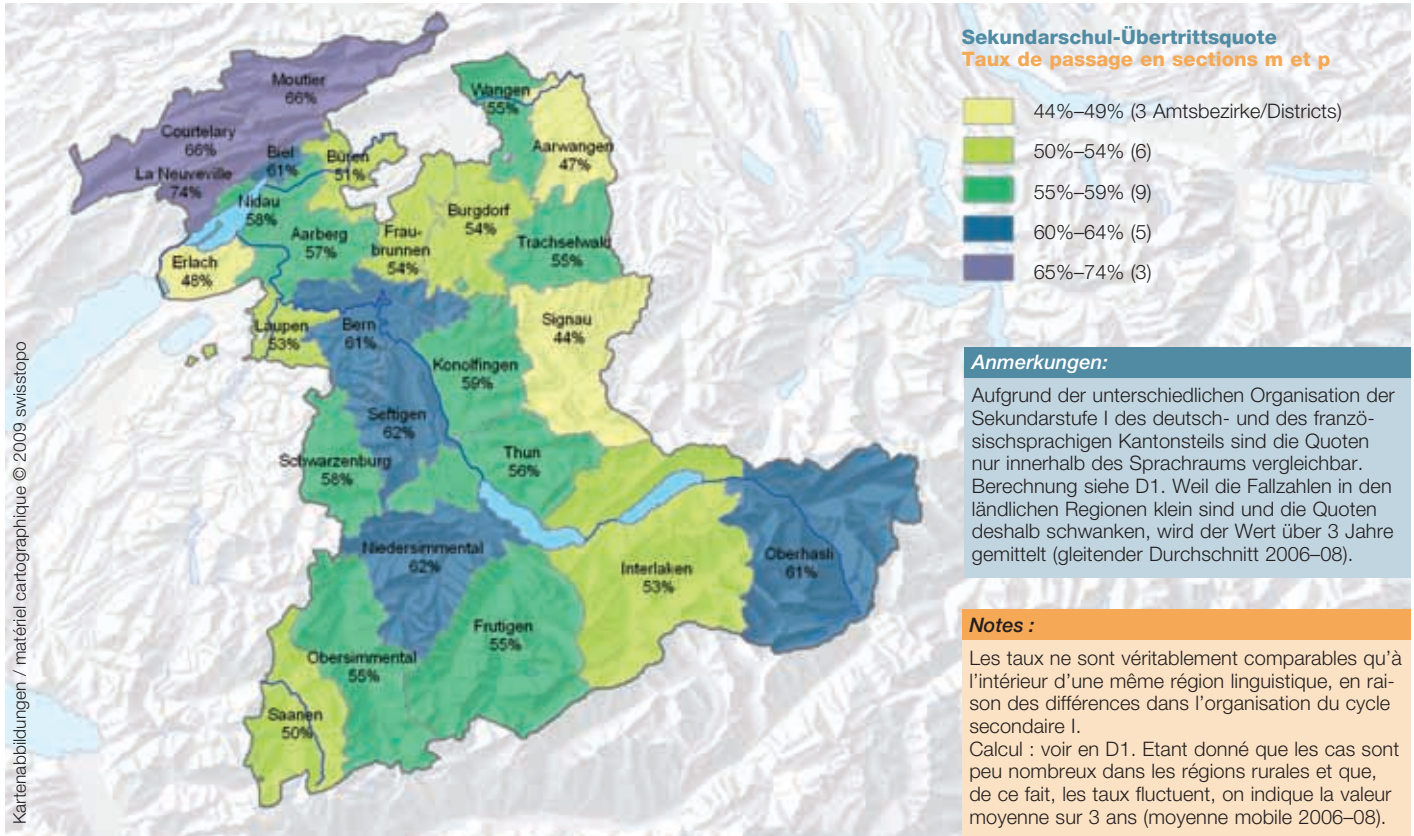 Moutier
66%
Courtelary
66%
La Neuveville
74%
Biel
61%
Büren
51%
Wangen
55%
Aarwangen
47%
Nidau
58%
Aarberg
57%
Frau-
brunnen
54%
Burgdorf
54%
Trachselwald
55%
Erlach
48%
Laupen
53%
Bern
61%
Signau
44%
Konolfingen
59%
Seftigen
62%
Schwarzenburg
58%
Thun
56%
Niedersimmental
62%
Interlaken
53%
Oberhasli
61%
Frutigen
55%
Obersimmental
55%
Saanen
50%
Kartenabbildungen / matériel cartographique © 2009 swisstopo
Sekundarschul-Übertrittsquote
Taux de passage en sections m et p
44%–49% (3 Amtsbezirke/Districts)
50%–54% (6)
55%–59% (9)
60%–64% (5)
65%–74% (3)
Anmerkungen:
Aufgrund der unterschiedlichen Organisation der
Sekundarstufe I des deutsch- und des franzö-
sischsprachigen Kantonsteils sind die Quoten
nur innerhalb des Sprachraums vergleichbar.
Berechnung siehe D1. Weil die Fallzahlen in den
ländlichen Regionen klein sind und die Quoten
deshalb schwanken, wird der Wert über 3 Jahre
gemittelt (gleitender Durchschnitt 2006–08).
Notes :
Les taux ne sont véritablement comparables qu'à
l'intérieur d'une même région linguistique, en rai-
son des différences dans l'organisation du cycle
secondaire I.
Calcul : voir en D1. Etant donné que les cas sont
peu nombreux dans les régions rurales et que,
de ce fait, les taux fluctuent, on indique la valeur
moyenne sur 3 ans (moyenne mobile 2006–08).